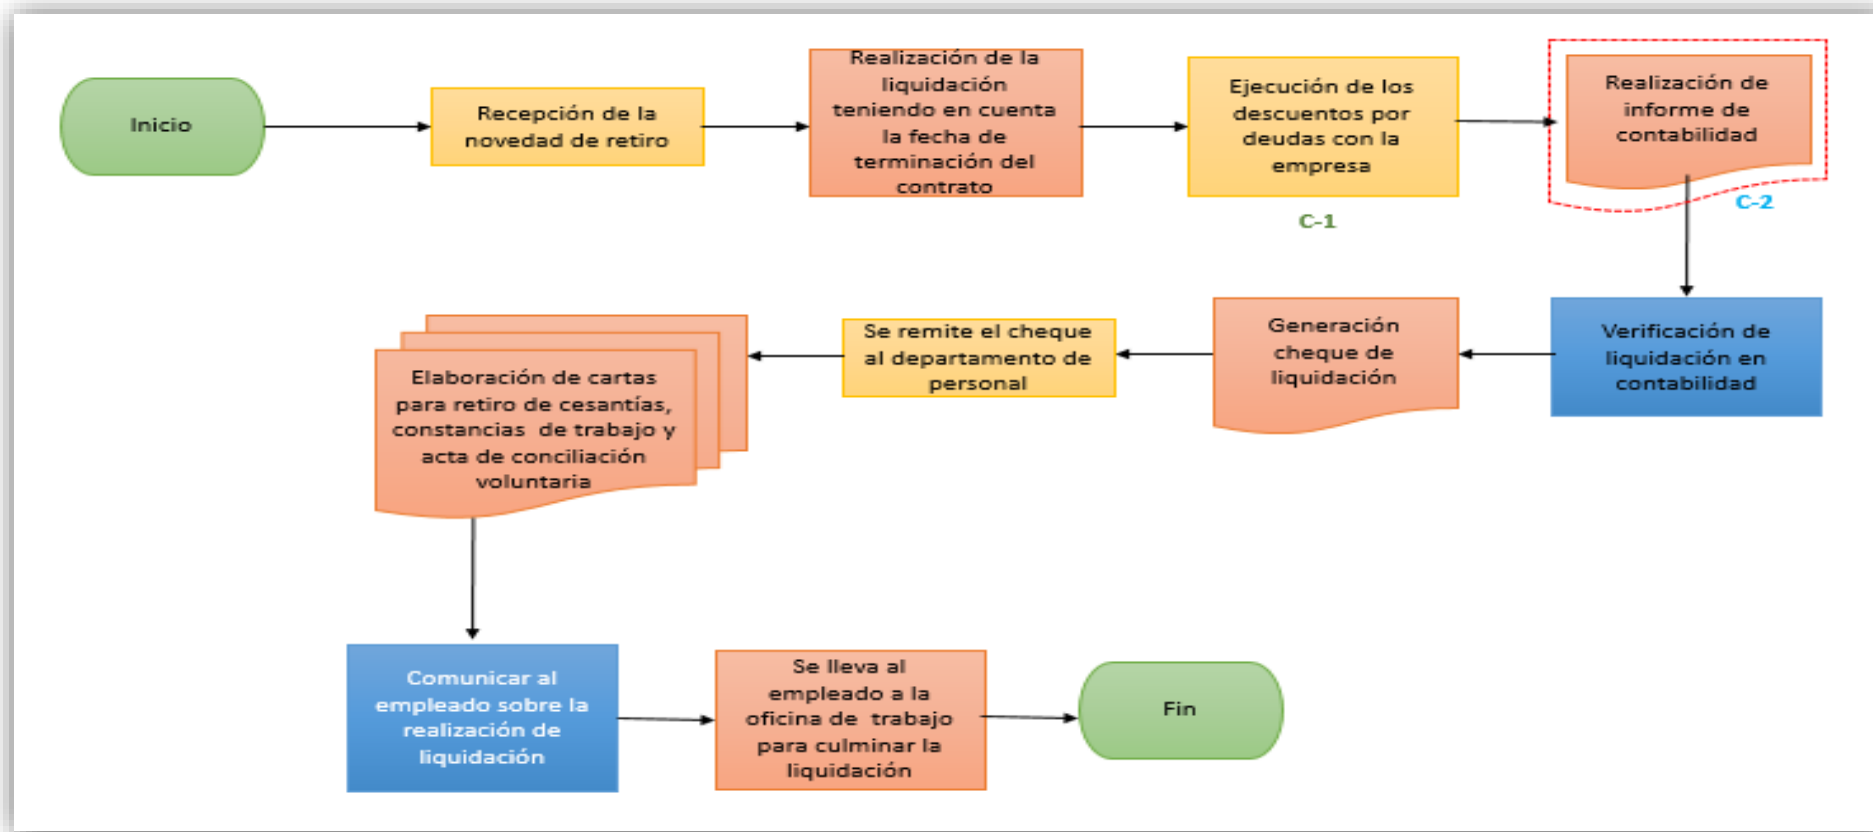 Inicio
Recepción de la
novedad de retiro
Realización de la
liquidación
teniendo en cuenta
la fecha de
terminación del
contrato
Ejecución de los
descuentos por
deudas con la
empresa
C-1
Realización de
informe de
contabilidad
C-2
Verificación de
liquidación en
contabilidad
Generación
cheque de
liquidación
Se remite el cheque
al departamento de
personal
Elaboración de cartas
para retiro de cesantías,
constancias de trabajo y
acta de conciliación
voluntaria
Comunicar al
empleado sobre la
realización de
liquidación
Se lleva al
empleado a la
oficina de trabajo
para culminar la
liquidación
Fin